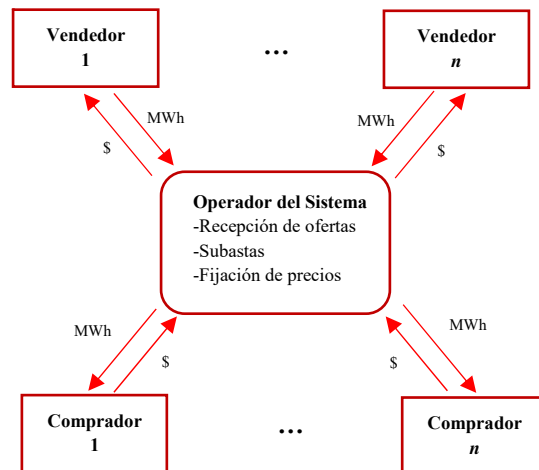 Vendedor
1
...
Vendedor
n
MWh
$
MWh
$
Operador del Sistema
-Recepción de ofertas
-Subastas
-Fijación de precios
MWh
$
MWh
$
Comprador
1
...
Comprador
n